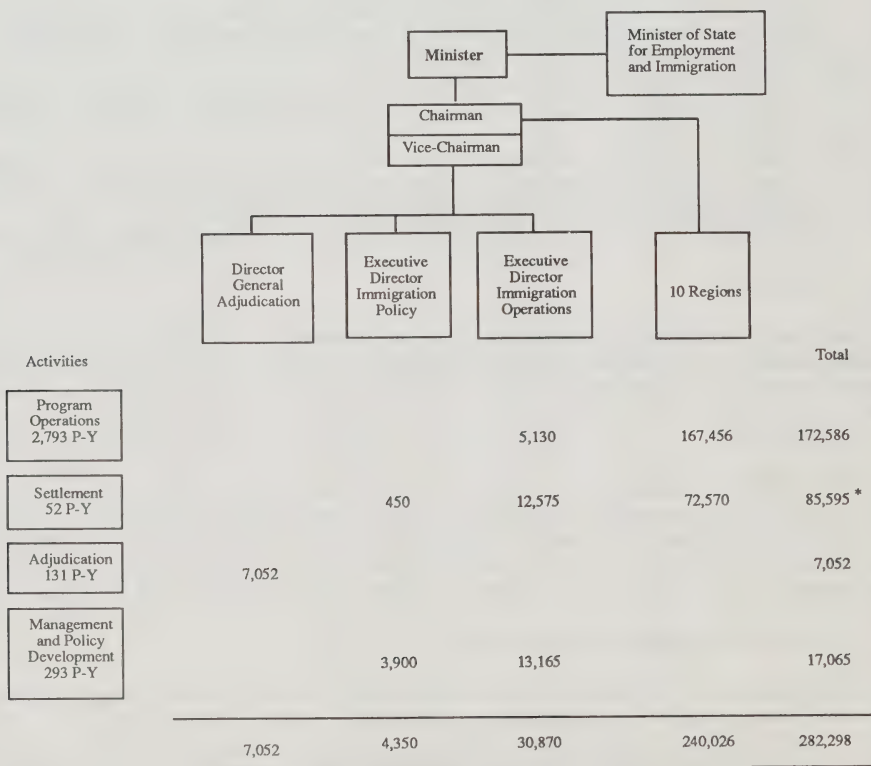 Minister
Minister of State
for Employment
and Immigration
Chairman
Vice-Chairman
Director
General
Adjudication
Executive
Director
Immigration
Policy
Executive
Director
Immigration
Operations
10 Regions
Activities
Total
Program
Operations
2,793 P-Y
5,130 167,456 172,586
Settlement
52 P-Y
450 12,575 72,570 85,595 *
Adjudication
131 P-Y
7,052 7,052
Management
and Policy
Development
293 P-Y
3,900 13,165 17,065
7,052 4,350 30,870 240,026 282,298